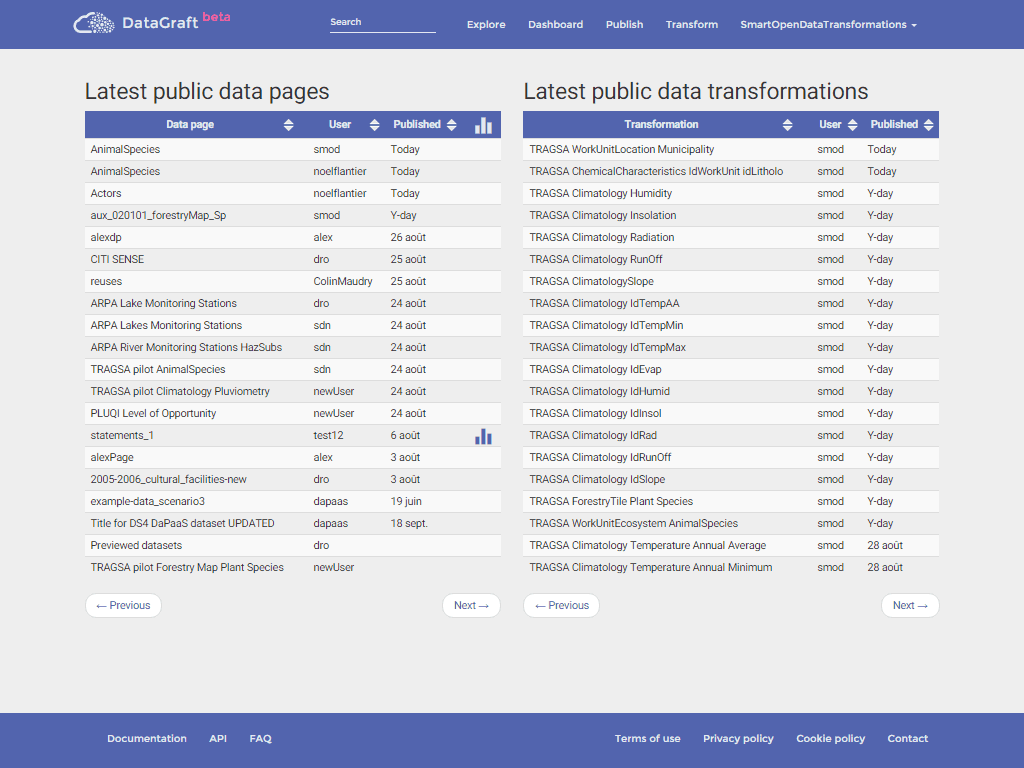 DataGraft beta
Search
Explore Dashboard Publish Transform SmartOpenDataTransformations
Latest public data pages
Data page User Published
AnimalSpecies smod Today
AnimalSpecies noelflantier Today
Actors noelflantier Today
aux_020101_forestryMap_Sp smod Y-day
alexdp alex 26 août
CITI SENSE dro 25 août
reuses ColinMaudry 25 août
ARPA Lake Monitoring Stations dro 24 août
ARPA Lakes Monitoring Stations sdn 24 août
ARPA River Monitoring Stations HazSubs sdn 24 août
TRAGSA pilot AnimalSpecies sdn 24 août
TRAGSA pilot Climatology Pluviometry newUser 24 août
PLUQI Level of Opportunity newUser 24 août
statements_1 test12 6 août
alexPage alex 3 août
2005-2006_cultural_facilities-new dro 3 août
example-data_scenario3 dapaas 19 juin
Title for DS4 DaPaaS dataset UPDATED dapaas 18 sept.
Previewed datasets dro
TRAGSA pilot Forestry Map Plant Species newUser
← Previous Next →
Latest public data transformations
Transformation User Published
TRAGSA WorkUnitLocation Municipality smod Today
TRAGSA ChemicalCharacteristics IdWorkUnit idLitholo smod Today
TRAGSA Climatology Humidity smod Y-day
TRAGSA Climatology Insolation smod Y-day
TRAGSA Climatology Radiation smod Y-day
TRAGSA Climatology RunOff smod Y-day
TRAGSA ClimatologySlope smod Y-day
TRAGSA Climatology IdTempAA smod Y-day
TRAGSA Climatology IdTempMin smod Y-day
TRAGSA Climatology IdTempMax smod Y-day
TRAGSA Climatology IdEvap smod Y-day
TRAGSA Climatology IdHumid smod Y-day
TRAGSA Climatology IdInsol smod Y-day
TRAGSA Climatology IdRad smod Y-day
TRAGSA Climatology IdRunOff smod Y-day
TRAGSA Climatology IdSlope smod Y-day
TRAGSA ForestryTile Plant Species smod Y-day
TRAGSA WorkUnitEcosystem AnimalSpecies smod Y-day
TRAGSA Climatology Temperature Annual Average smod 28 août
TRAGSA Climatology Temperature Annual Minimum smod 28 août
← Previous Next →
Documentation API FAQ
Terms of use Privacy policy Cookie policy Contact